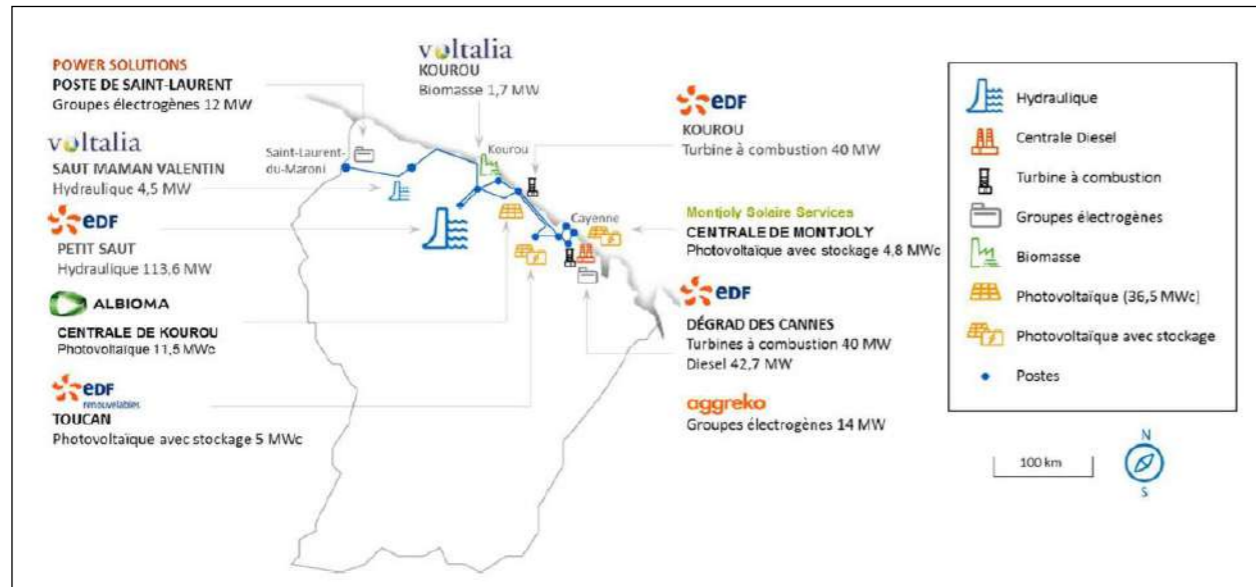 POWER SOLUTIONS
POSTE DE SAINT-LAURENT
Groupes électrogènes 12 MW
voltalia
SAUT MAMAN VALENTIN
Hydraulique 4,5 MW
eDF
PETIT SAUT
Hydraulique 113,6 MW
ALBIOMA
CENTRALE DE KOUROU
Photovoltaïque 11,5 MWc
eDF
renouvelables
TOUCAN
Photovoltaïque avec stockage 5 MWc
voltalia
KOUROU
Biomasse 1,7 MW
Saint-Laurent-
du-Maroni
Kourou
Cayenne
eDF
KOUROU
Turbine à combustion 40 MW
Montjoly Solaire Services
CENTRALE DE MONTJOLY
Photovoltaïque avec stockage 4,8 MWc
eDF
DÉGRAD DES CANNES
Turbines à combustion 40 MW
Diesel 42,7 MW
aggreko
Groupes électrogènes 14 MW
Hydraulique
Centrale Diesel
Turbine à combustion
Groupes électrogènes
Biomasse
Photovoltaïque (36,5 MWc)
Photovoltaïque avec stockage
Postes
100 km
N
S